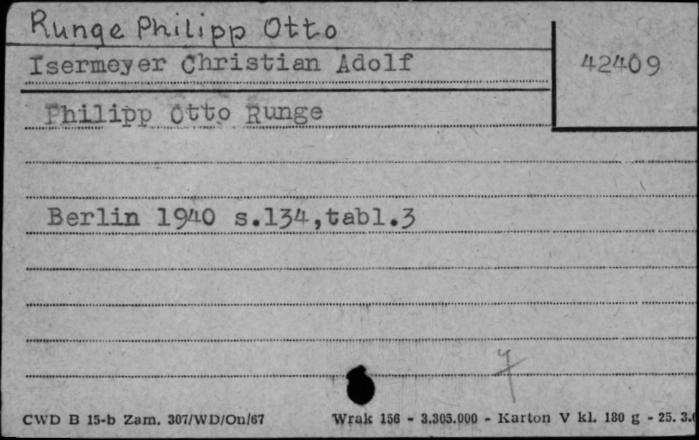 Runge Philipp Otto
Isermeyer Christian Adolf
42409
Philipp Otto Runge
Berlin 1940 s.134,tabl.3
CWD B 15-b Zam. 307/WD/On/67 Wrak 156 - 3.305.000 - Karton V kl. 180 g - 25. 3.